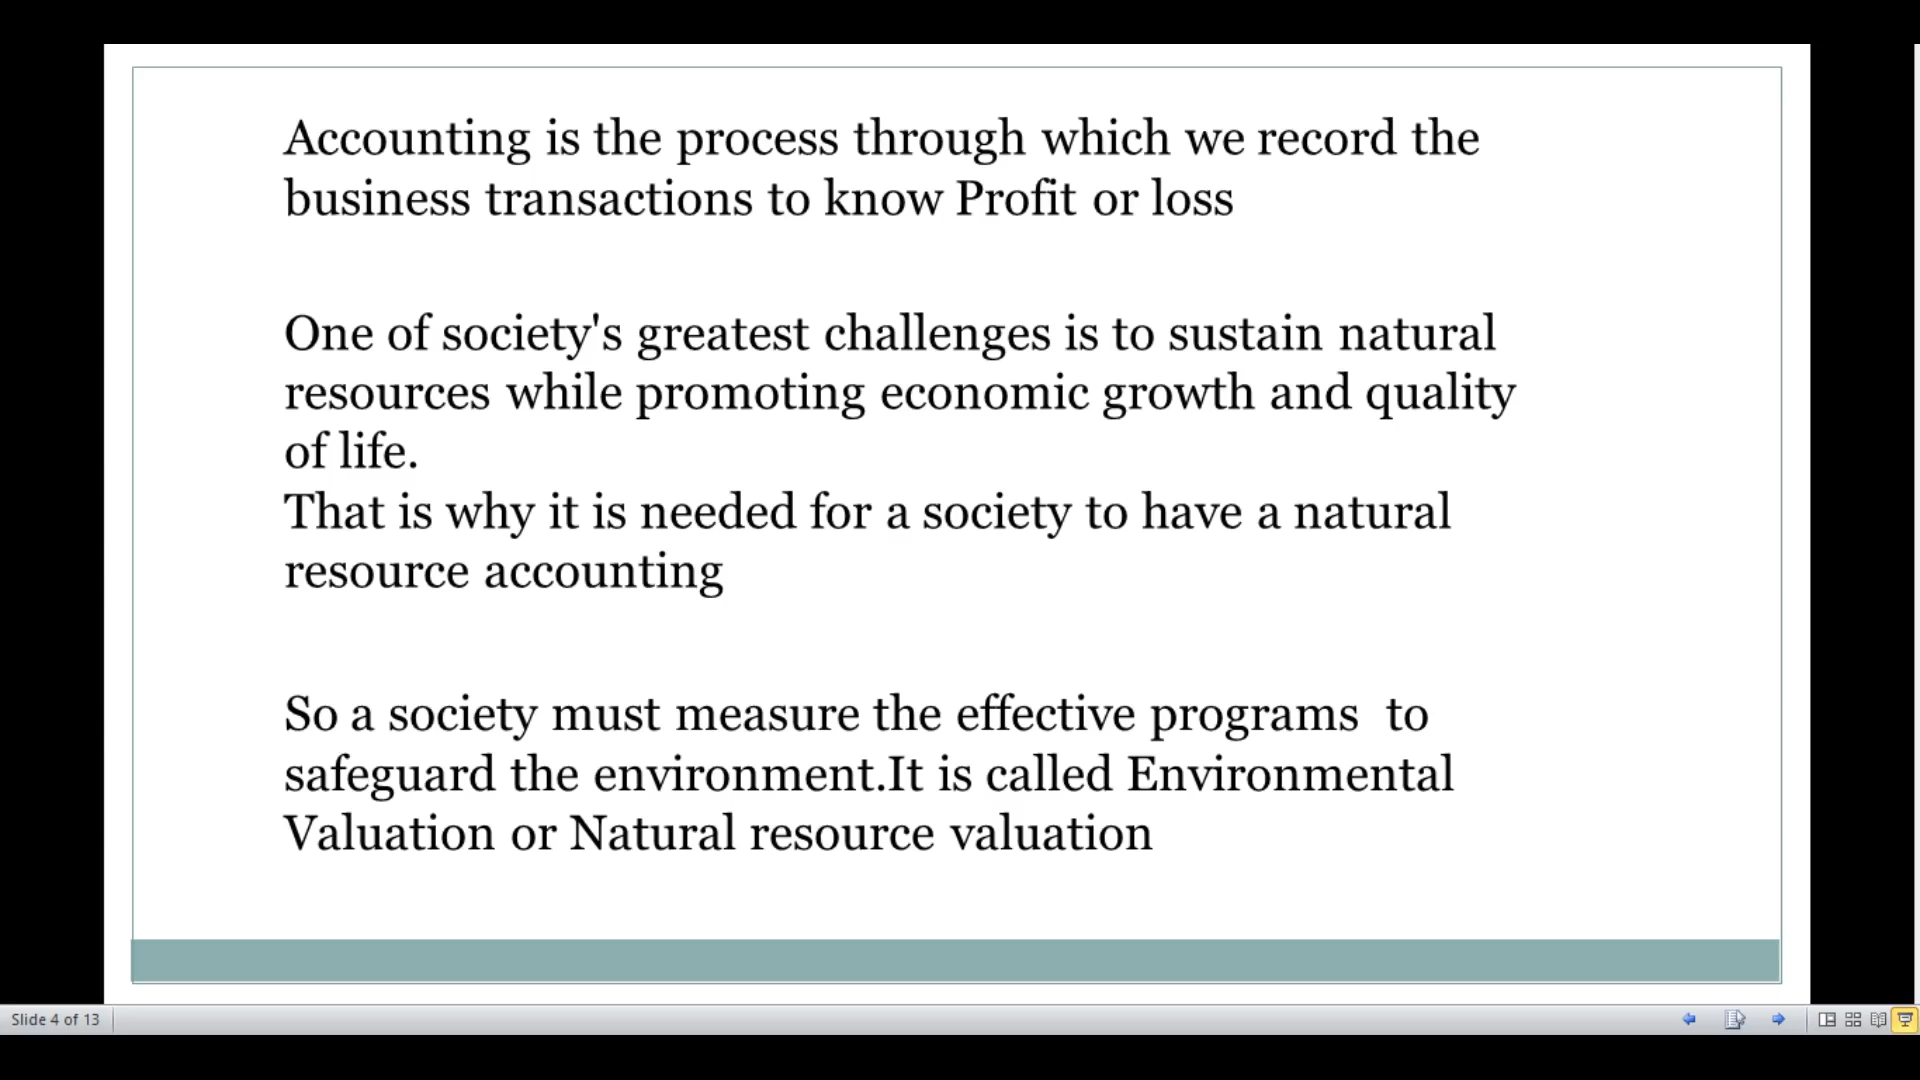 Accounting is the process through which we record the
business transactions to know Profit or loss
One of society's greatest challenges is to sustain natural
resources while promoting economic growth and quality
of life.
That is why it is needed for a society to have a natural
resource accounting
So a society must measure the effective programs  to
safeguard the environment.It is called Environmental
Valuation or Natural resource valuation
Slide 4 of 13